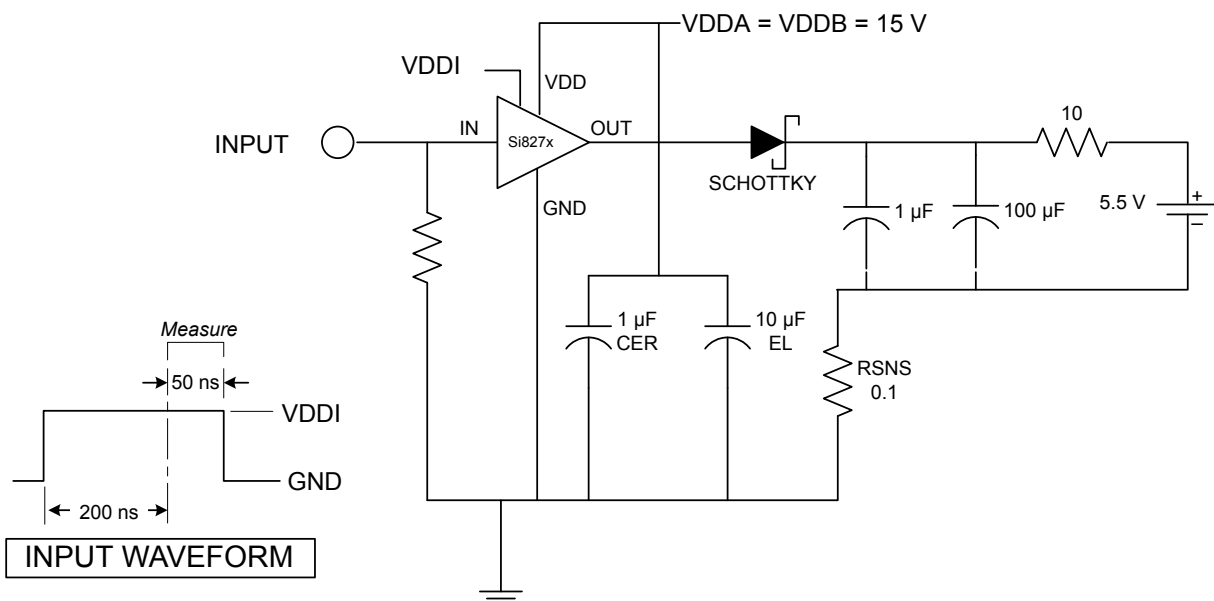 VDDA = VDDB = 15 V
VDDI
VDD
INPUT
IN
Si827x
OUT
10
SCHOTTKY
GND
1 µF
100 µF
5.5 V
+
–
1 µF
CER
10 µF
EL
RSNS
0.1
Measure
50 ns
VDDI
GND
200 ns
INPUT WAVEFORM